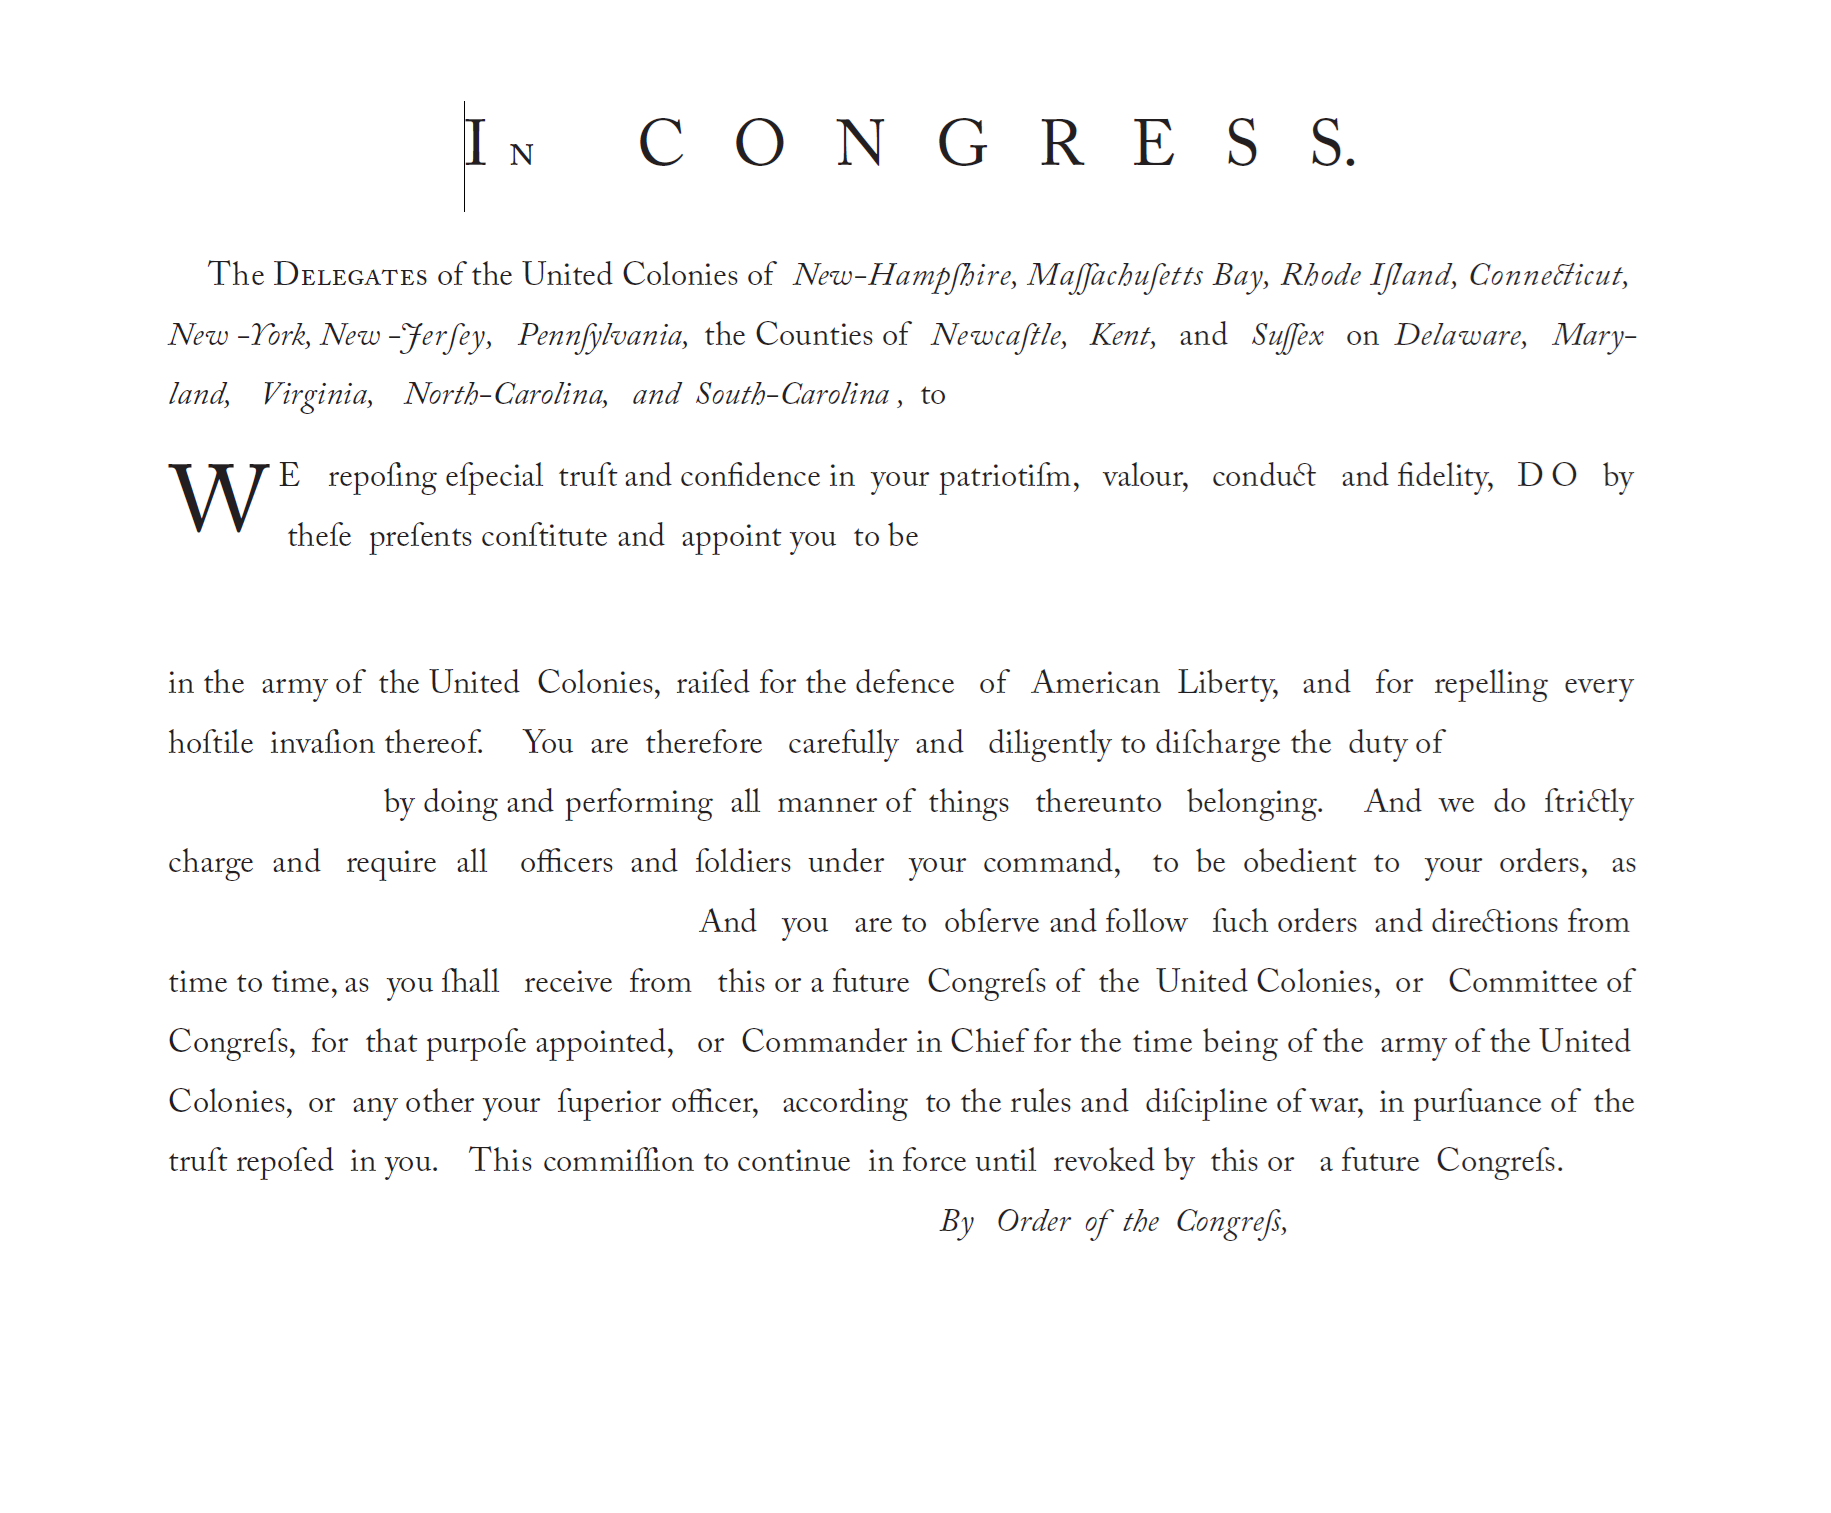 In CONGRESS.
The DELEGATES of the United Colonies of New-Hampſhire, Maſſachuſetts Bay, Rhode Iſland, Connecticut,
New -York, New -Jerſey, Pennſylvania, the Counties of Newcaſtle, Kent, and Suſſex on Delaware, Mary-
land, Virginia, North-Carolina, and South-Carolina , to
WE repoſing eſpecial truſt and confidence in your patriotiſm, valour, conduct and fidelity, D O by
theſe preſents conſtitute and appoint you to be
in the army of the United Colonies, raiſed for the defence of American Liberty, and for repelling every
hoſtile invaſion thereof. You are therefore carefully and diligently to diſcharge the duty of
by doing and performing all manner of things thereunto belonging. And we do ſtrictly
charge and require all officers and ſoldiers under your command, to be obedient to your orders, as
And you are to obſerve and follow ſuch orders and directions from
time to time, as you ſhall receive from this or a future Congreſs of the United Colonies, or Committee of
Congreſs, for that purpoſe appointed, or Commander in Chief for the time being of the army of the United
Colonies, or any other your ſuperior officer, according to the rules and diſcipline of war, in purſuance of the
truſt repoſed in you. This commiſſion to continue in force until revoked by this or a future Congreſs.
By Order of the Congreſs,